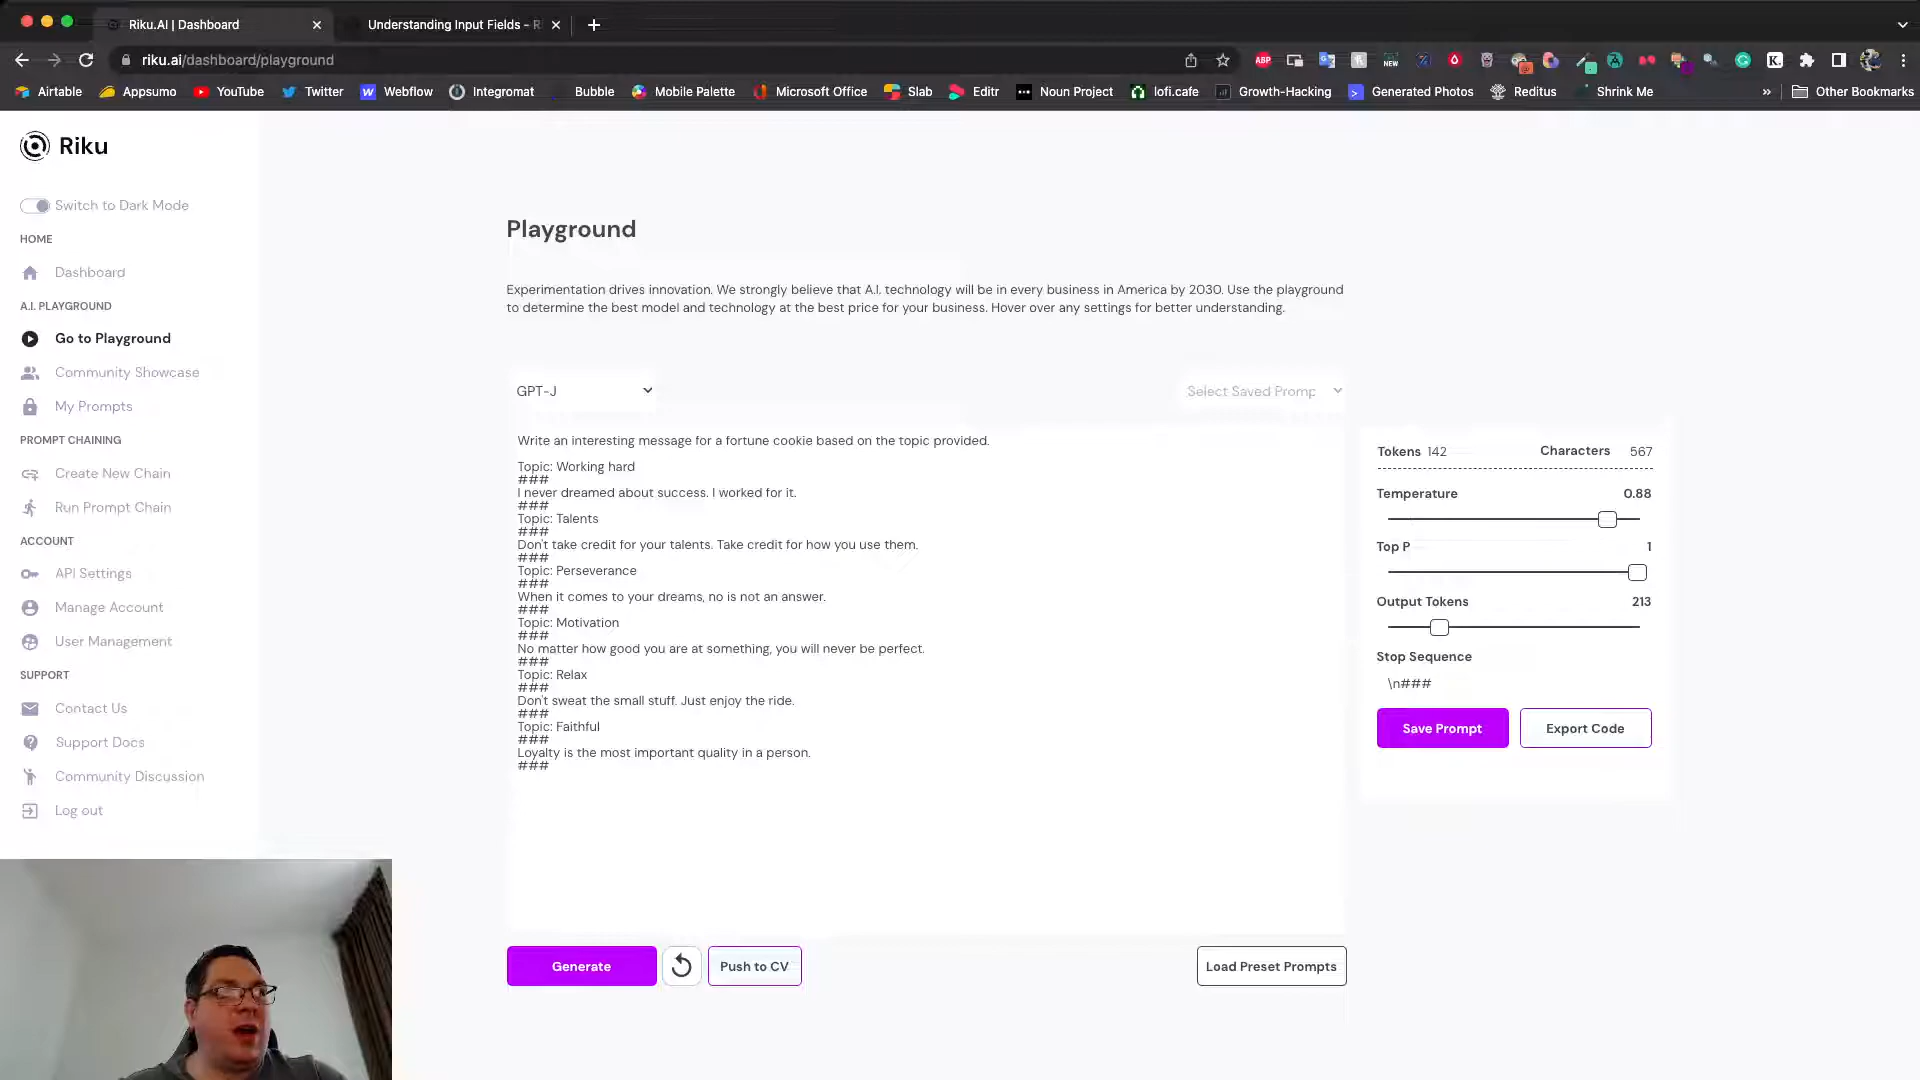 Riku.AI | Dashboard
Understanding Input Fields - R
riku.ai/dashboard/playground
ABP
NEW
Airtable
Appsumo
YouTube
Twitter
Webflow
Integromat
Bubble
Mobile Palette
Microsoft Office
Slab
Editr
Noun Project
lofi.cafe
Growth-Hacking
Generated Photos
Reditus
Shrink Me
»
Other Bookmarks
Riku
Switch to Dark Mode
HOME
Dashboard
A.I. PLAYGROUND
Go to Playground
Community Showcase
My Prompts
PROMPT CHAINING
Create New Chain
Run Prompt Chain
ACCOUNT
API Settings
Manage Account
User Management
SUPPORT
Contact Us
Support Docs
Community Discussion
Log out
Playground
Experimentation drives innovation. We strongly believe that A.I. technology will be in every business in America by 2030. Use the playground
to determine the best model and technology at the best price for your business. Hover over any settings for better understanding.
GPT-J
Select Saved Promp
Write an interesting message for a fortune cookie based on the topic provided.
Topic: Working hard
###
I never dreamed about success. I worked for it.
###
Topic: Talents
###
Don't take credit for your talents. Take credit for how you use them.
###
Topic: Perseverance
###
When it comes to your dreams, no is not an answer.
###
Topic: Motivation
###
No matter how good you are at something, you will never be perfect.
###
Topic: Relax
###
Don't sweat the small stuff. Just enjoy the ride.
###
Topic: Faithful
###
Loyalty is the most important quality in a person.
###
Tokens 142
Characters 567
Temperature 0.88
Top P 1
Output Tokens 213
Stop Sequence
\n###
Save Prompt
Export Code
Generate
Push to CV
Load Preset Prompts